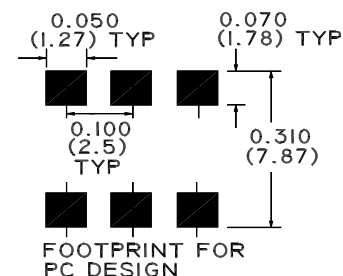 0.050
(1.27) TYP
0.070
(1.78) TYP
0.100
(2.5)
TYP
0.310
(7.87)
FOOTPRINT FOR
PC DESIGN